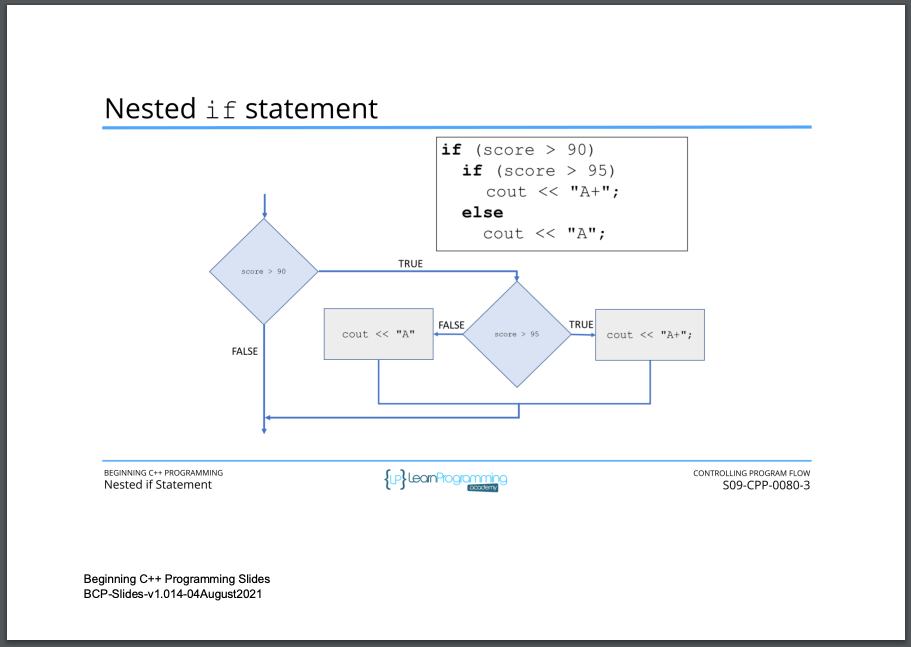 Nested if statement
if (score > 90)
if (score > 95)
cout << "A+";
else
cout << "A";
score > 90
TRUE
cout << "A"
FALSE
score > 95
TRUE
cout << "A+";
FALSE
BEGINNING C++ PROGRAMMING
Nested if Statement
{LP} LearnProgramming
academy
CONTROLLING PROGRAM FLOW
S09-CPP-0080-3
Beginning C++ Programming Slides
BCP-Slides-v1.014-04August2021